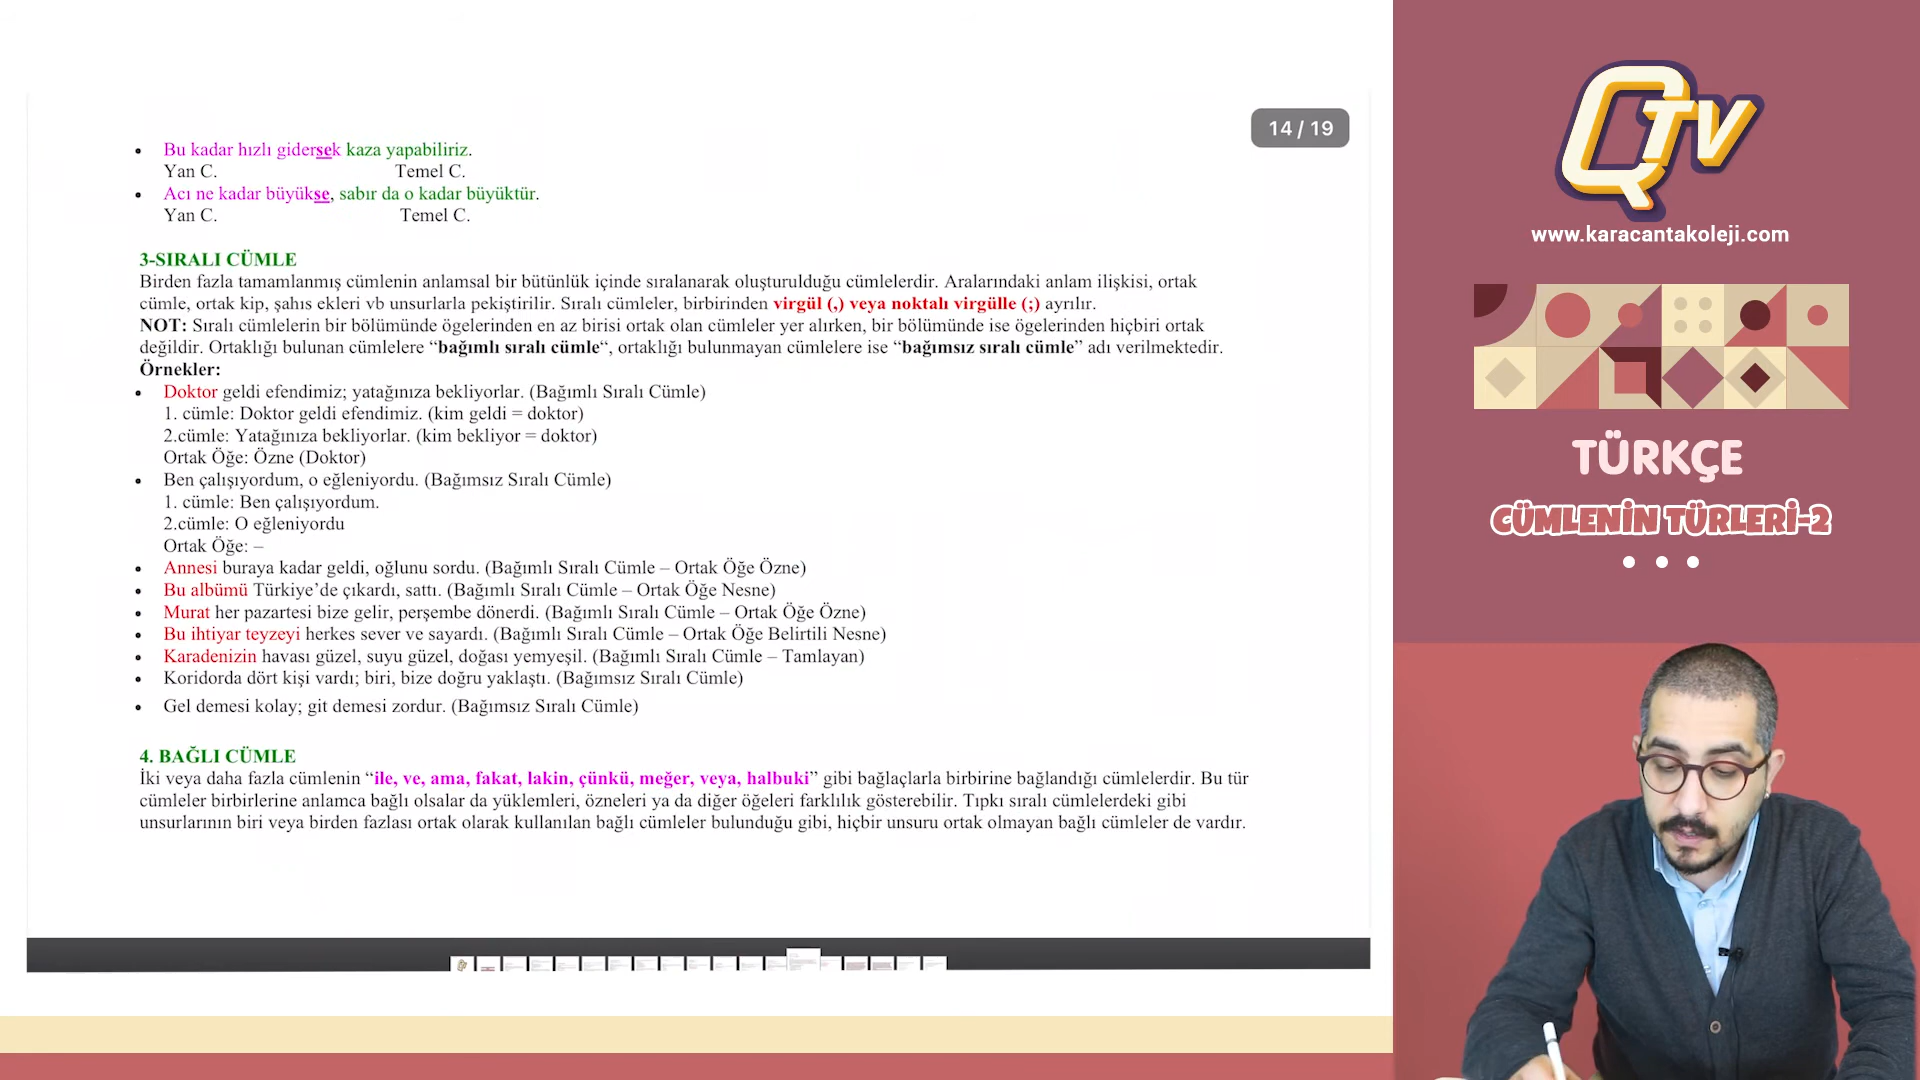 14 / 19
Bu kadar hızlı gidersek kaza yapabiliriz.
Yan C. Temel C.
Acı ne kadar büyükse, sabır da o kadar büyüktür.
Yan C. Temel C.
3-SIRALI CÜMLE
Birden fazla tamamlanmış cümlenin anlamsal bir bütünlük içinde sıralanarak oluşturulduğu cümlelerdir. Aralarındaki anlam ilişkisi, ortak
cümle, ortak kip, şahıs ekleri vb unsurlarla pekiştirilir. Sıralı cümleler, birbirinden virgül (,) veya noktalı virgülle (;) ayrılır.
NOT: Sıralı cümlelerin bir bölümünde ögelerinden en az birisi ortak olan cümleler yer alırken, bir bölümünde ise ögelerinden hiçbiri ortak
değildir. Ortaklığı bulunan cümlelere “bağımlı sıralı cümle“, ortaklığı bulunmayan cümlelere ise “bağımsız sıralı cümle” adı verilmektedir.
Örnekler:
Doktor geldi efendimiz; yatağınıza bekliyorlar. (Bağımlı Sıralı Cümle)
1. cümle: Doktor geldi efendimiz. (kim geldi = doktor)
2.cümle: Yatağınıza bekliyorlar. (kim bekliyor = doktor)
Ortak Öğe: Özne (Doktor)
Ben çalışıyordum, o eğleniyordu. (Bağımsız Sıralı Cümle)
1. cümle: Ben çalışıyordum.
2.cümle: O eğleniyordu
Ortak Öğe: –
Annesi buraya kadar geldi, oğlunu sordu. (Bağımlı Sıralı Cümle – Ortak Öğe Özne)
Bu albümü Türkiye’de çıkardı, sattı. (Bağımlı Sıralı Cümle – Ortak Öğe Nesne)
Murat her pazartesi bize gelir, perşembe dönerdi. (Bağımlı Sıralı Cümle – Ortak Öğe Özne)
Bu ihtiyar teyzeyi herkes sever ve sayardı. (Bağımlı Sıralı Cümle – Ortak Öğe Belirtili Nesne)
Karadenizin havası güzel, suyu güzel, doğası yemyeşil. (Bağımlı Sıralı Cümle – Tamlayan)
Koridorda dört kişi vardı; biri, bize doğru yaklaştı. (Bağımsız Sıralı Cümle)
Gel demesi kolay; git demesi zordur. (Bağımsız Sıralı Cümle)
4. BAĞLI CÜMLE
İki veya daha fazla cümlenin “ile, ve, ama, fakat, lakin, çünkü, meğer, veya, halbuki” gibi bağlaçlarla birbirine bağlandığı cümlelerdir. Bu tür
cümleler birbirlerine anlamca bağlı olsalar da yüklemleri, özneleri ya da diğer öğeleri farklılık gösterebilir. Tıpkı sıralı cümlelerdeki gibi
unsurlarının biri veya birden fazlası ortak olarak kullanılan bağlı cümleler bulunduğu gibi, hiçbir unsuru ortak olmayan bağlı cümleler de vardır.
QTV
www.karacantakoleji.com
TÜRKÇE
CÜMLENİN TÜRLERİ-2